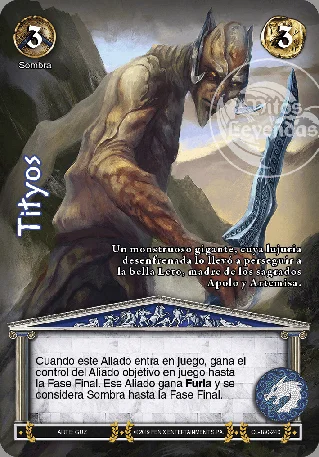 3
3
Sombra
Mitos y
Leyendas
Tityos
Un monstruoso gigante, cuya lujuria
desenfrenada lo llevó a perseguir a
la bella Leto, madre de los sagrados
Apolo y Artemisa.
Cuando este Aliado entra en juego, gana el
control del Aliado objetivo en juego hasta
la Fase Final. Ese Aliado gana Furia y se
considera Sombra hasta la Fase Final.